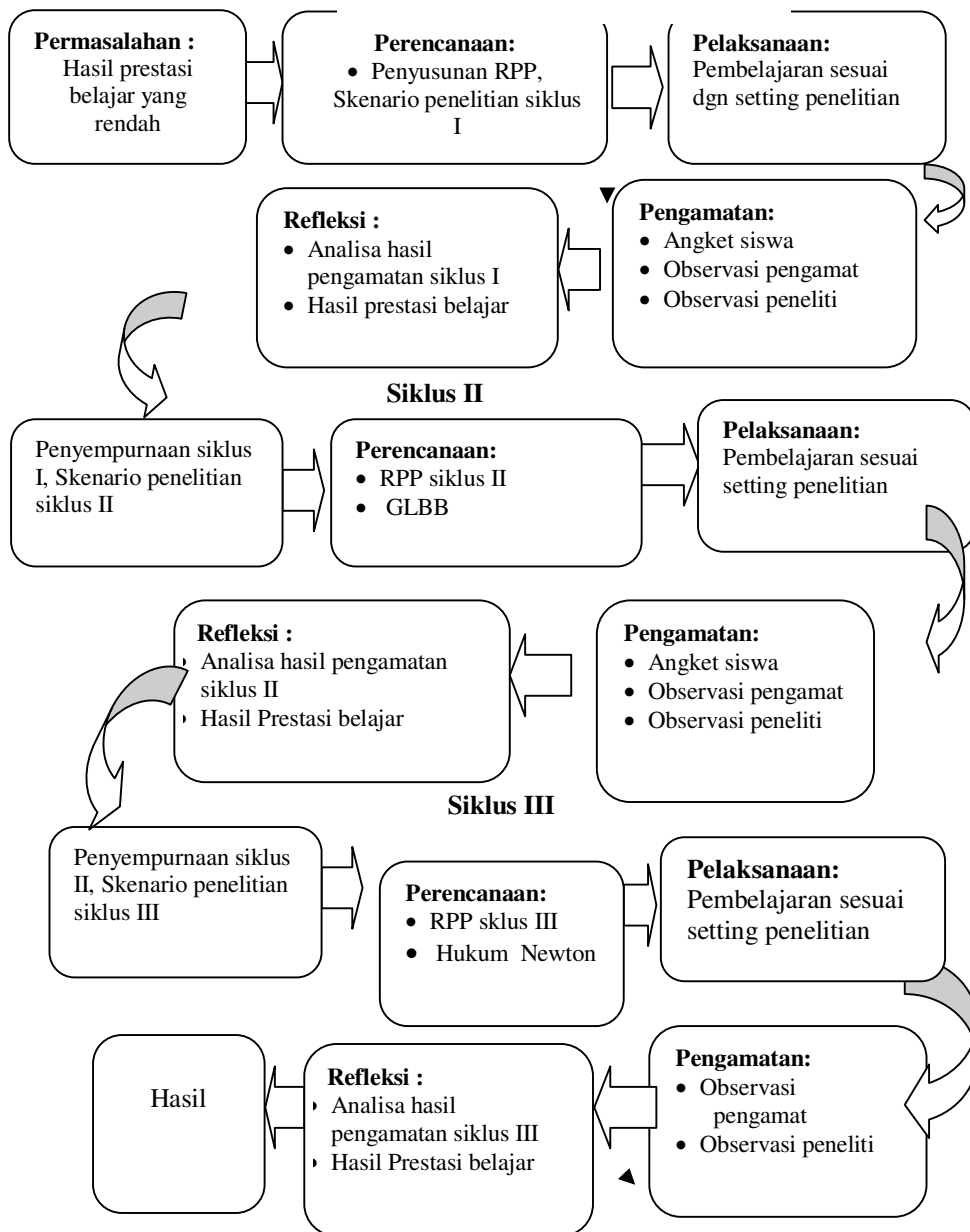 Permasalahan :
Hasil prestasi
belajar yang
rendah
Perencanaan:
• Penyusunan RPP,
Skenario penelitian siklus
I
Pelaksanaan:
Pembelajaran sesuai
dgn setting penelitian
Pengamatan:
• Angket siswa
• Observasi pengamat
• Observasi peneliti
Refleksi :
• Analisa hasil
pengamatan siklus I
• Hasil prestasi belajar
Siklus II
Penyempurnaan siklus
I, Skenario penelitian
siklus II
Perencanaan:
• RPP siklus II
• GLBB
Pelaksanaan:
Pembelajaran sesuai
setting penelitian
Pengamatan:
• Angket siswa
• Observasi pengamat
• Observasi peneliti
Refleksi :
• Analisa hasil pengamatan
siklus II
• Hasil Prestasi belajar
Siklus III
Penyempurnaan siklus
II, Skenario penelitian
siklus III
Perencanaan:
• RPP sklus III
• Hukum Newton
Pelaksanaan:
Pembelajaran sesuai
setting penelitian
Pengamatan:
• Observasi
pengamat
• Observasi peneliti
Refleksi :
• Analisa hasil
pengamatan siklus III
• Hasil Prestasi belajar
Hasil